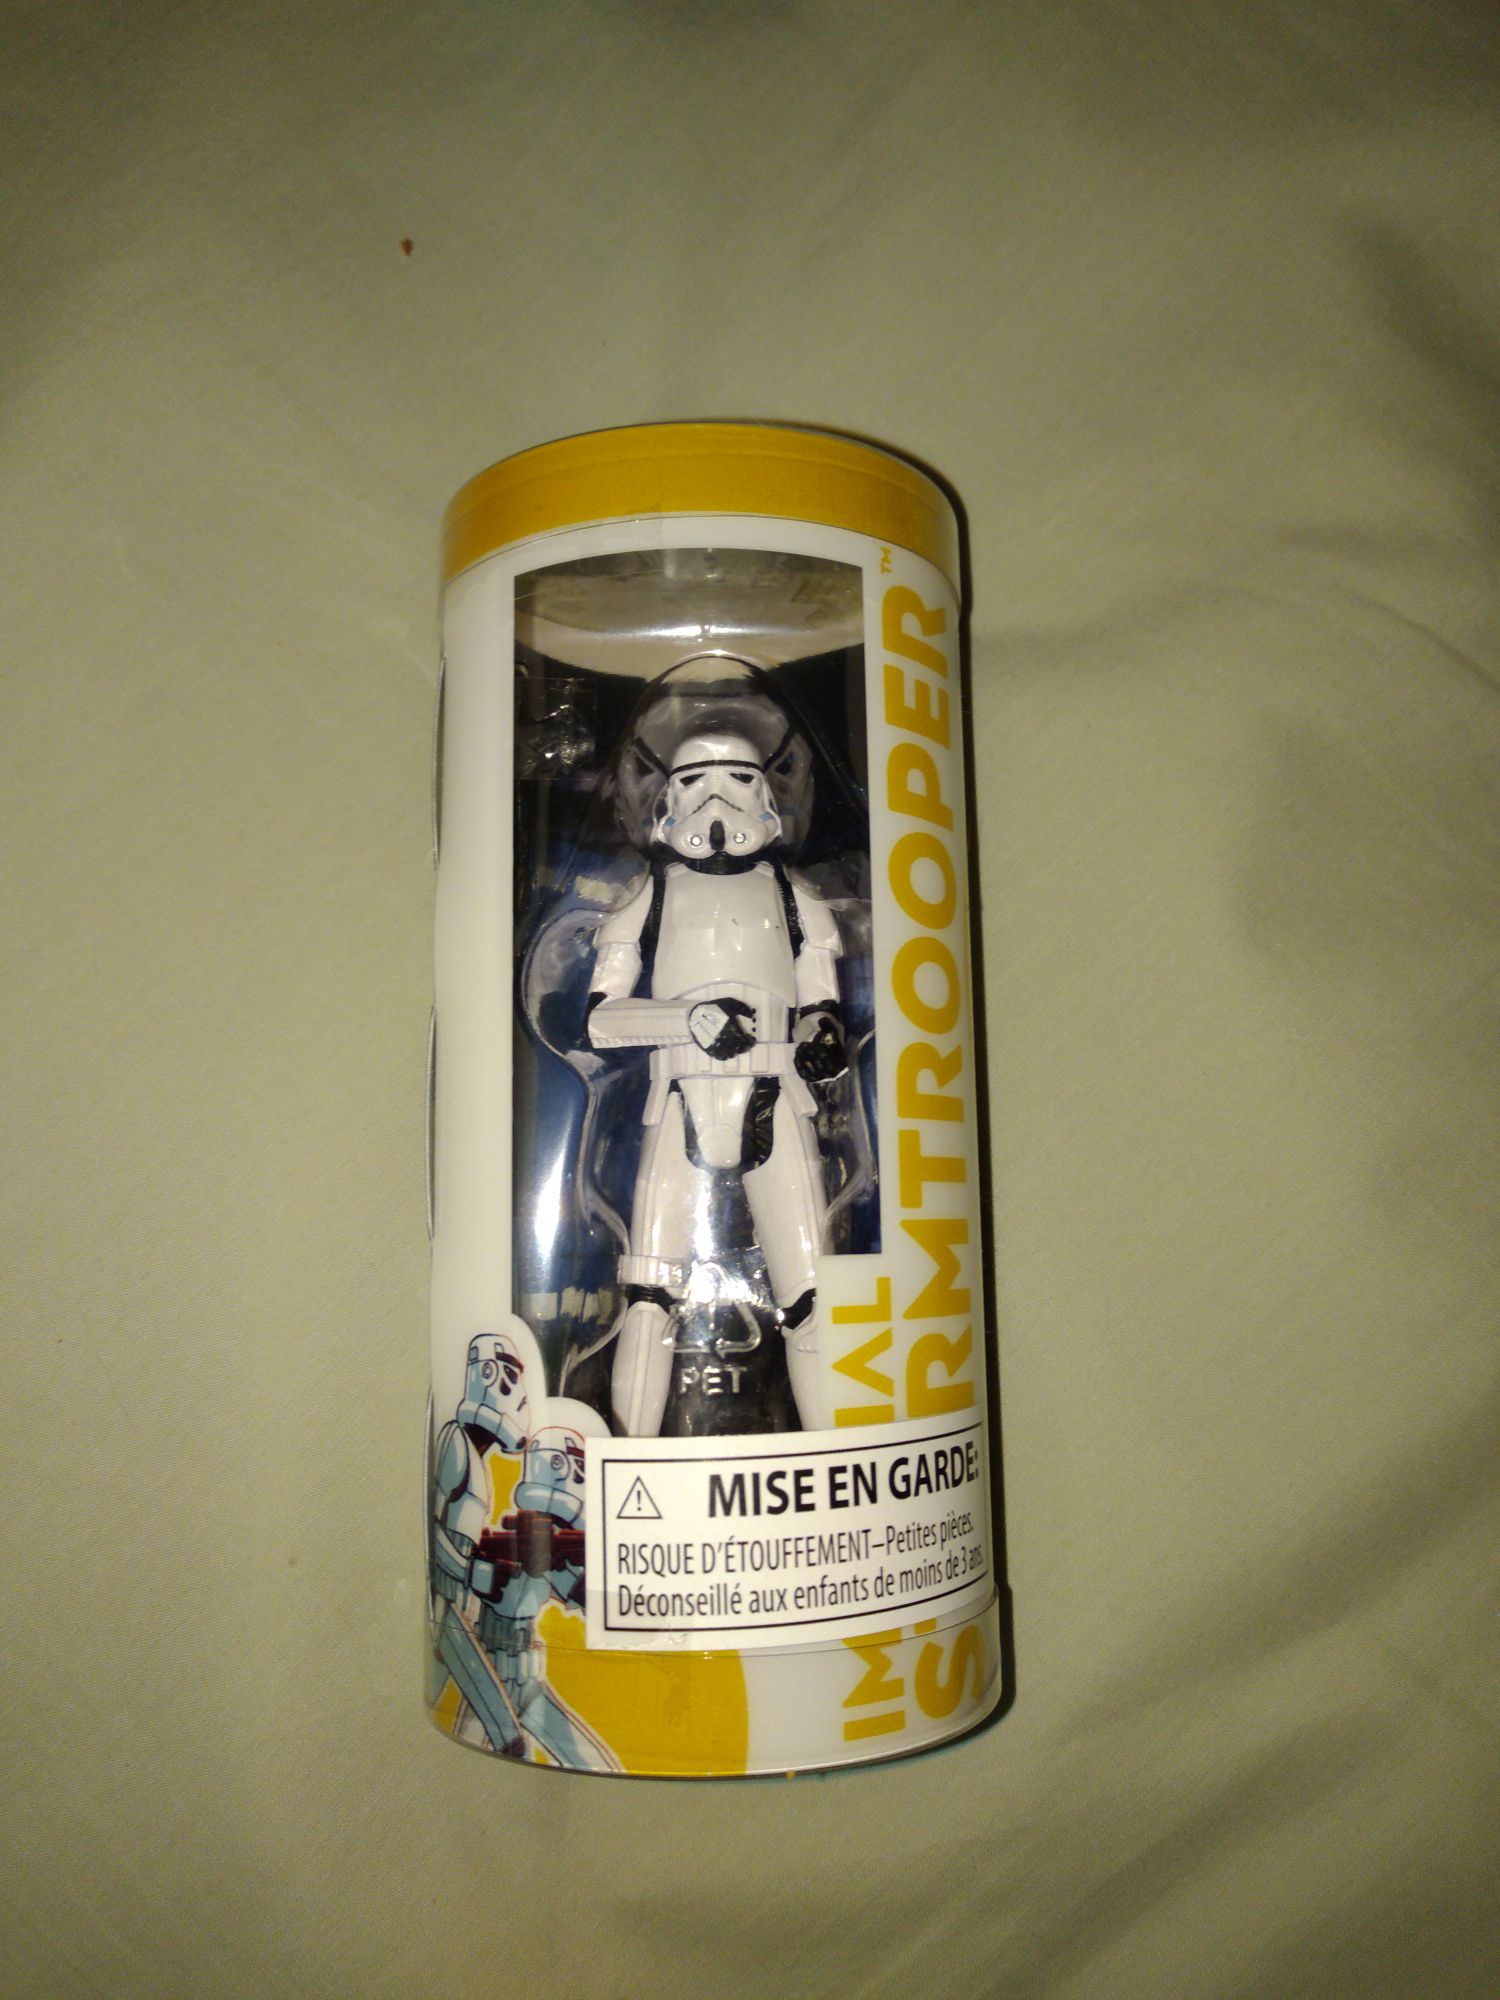 TM
RMTROOPER
IAL
PET
MISE EN GARDE:
RISQUE D'ÉTOUFFEMENT–Petites pièces.
Déconseillé aux enfants de moins de 3 ans.
IM
S